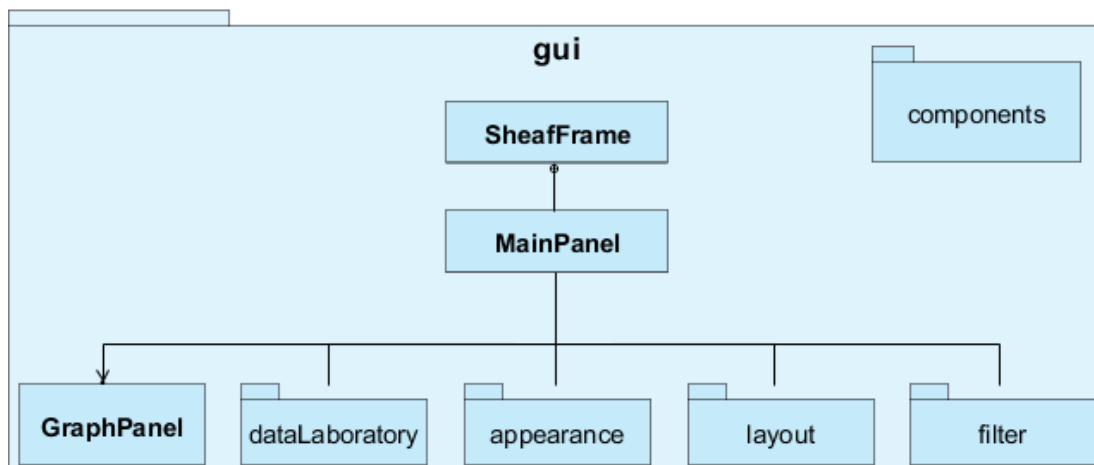 gui
components
SheafFrame
MainPanel
GraphPanel
dataLaboratory
appearance
layout
filter